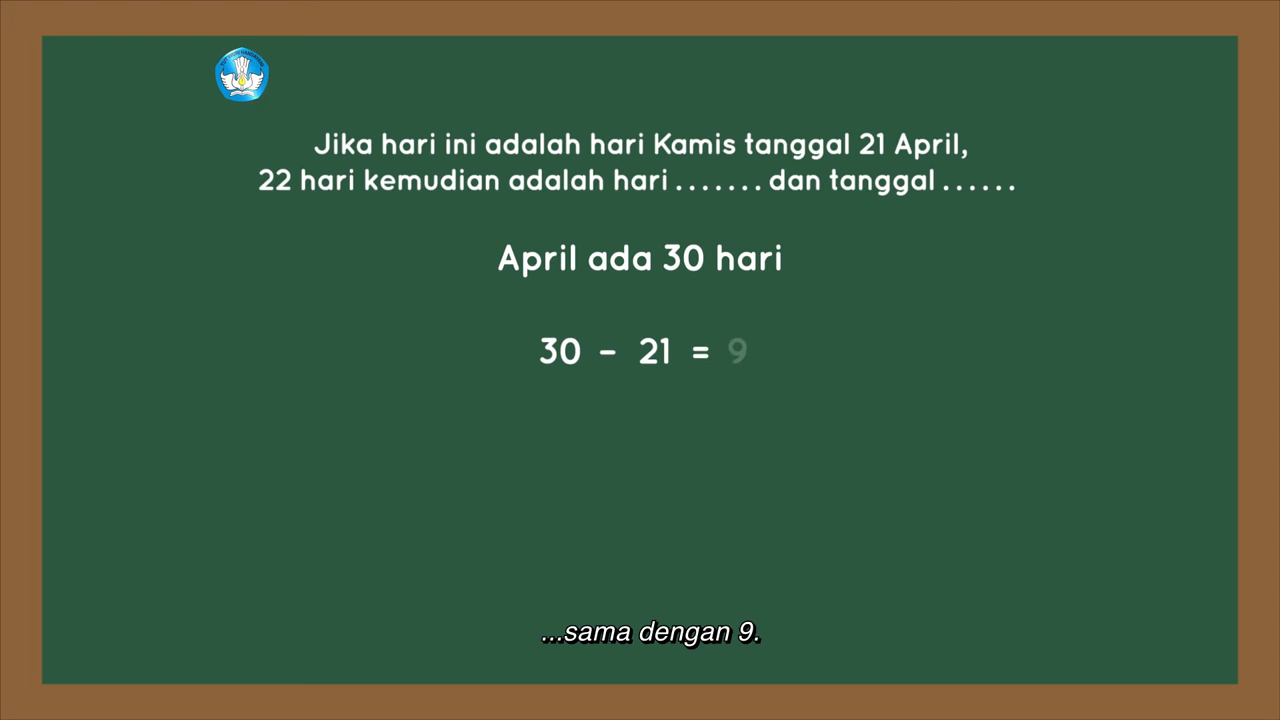 Jika hari ini adalah hari Kamis tanggal 21 April,
22 hari kemudian adalah hari ....... dan tanggal ......
April ada 30 hari
30 - 21 = 9
...sama dengan 9.